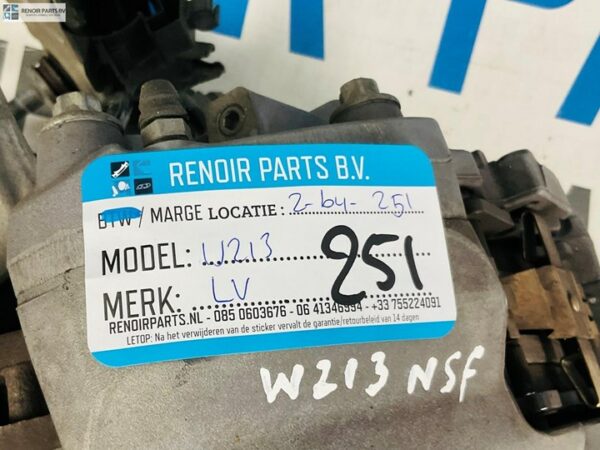 RENOIR PARTS BV.
RENOIR PARTS B.V.
BTW / MARGE LOCATIE: 2-by-251
MODEL: W213
251
MERK: LV
RENOIRPARTS.NL - 085 0603676 - 06 41346994 - +33 755224091
LETOP: Na het verwijderen van de sticker vervalt de garantie/retourbeleid van 14 dagen
W213 NSF